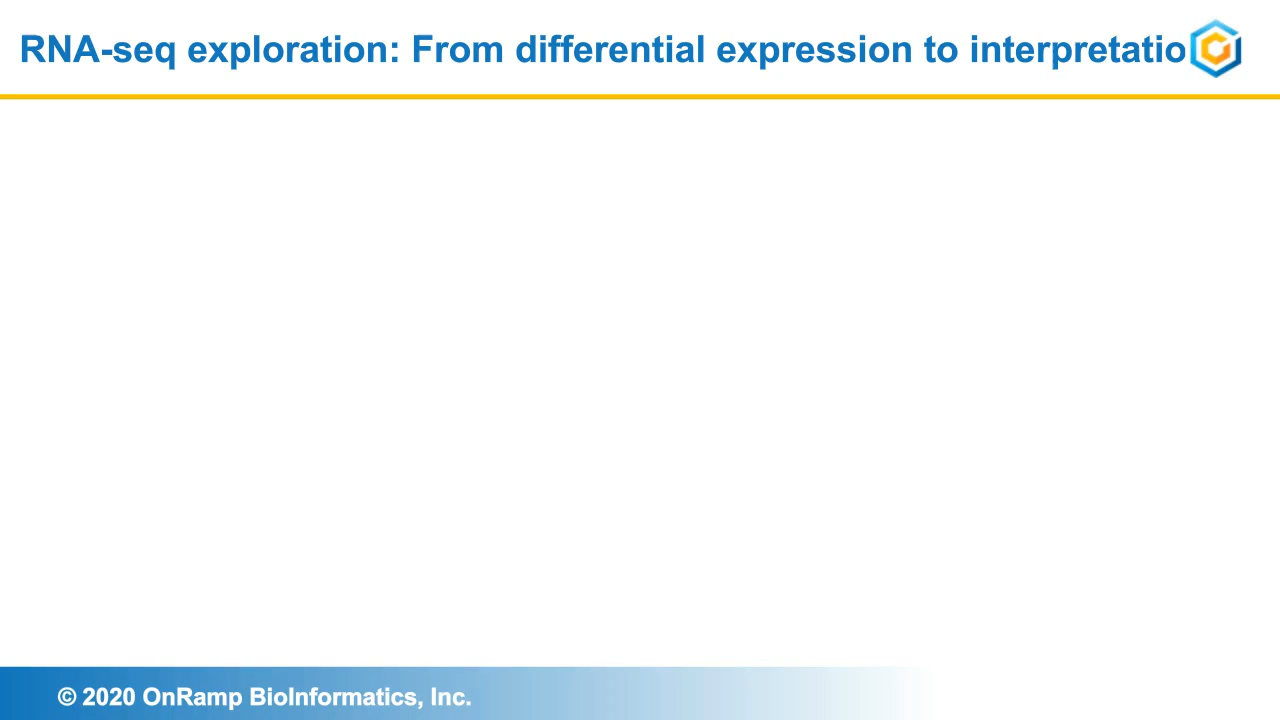 RNA-seq exploration: From differential expression to interpretatio
© 2020 OnRamp BioInformatics, Inc.